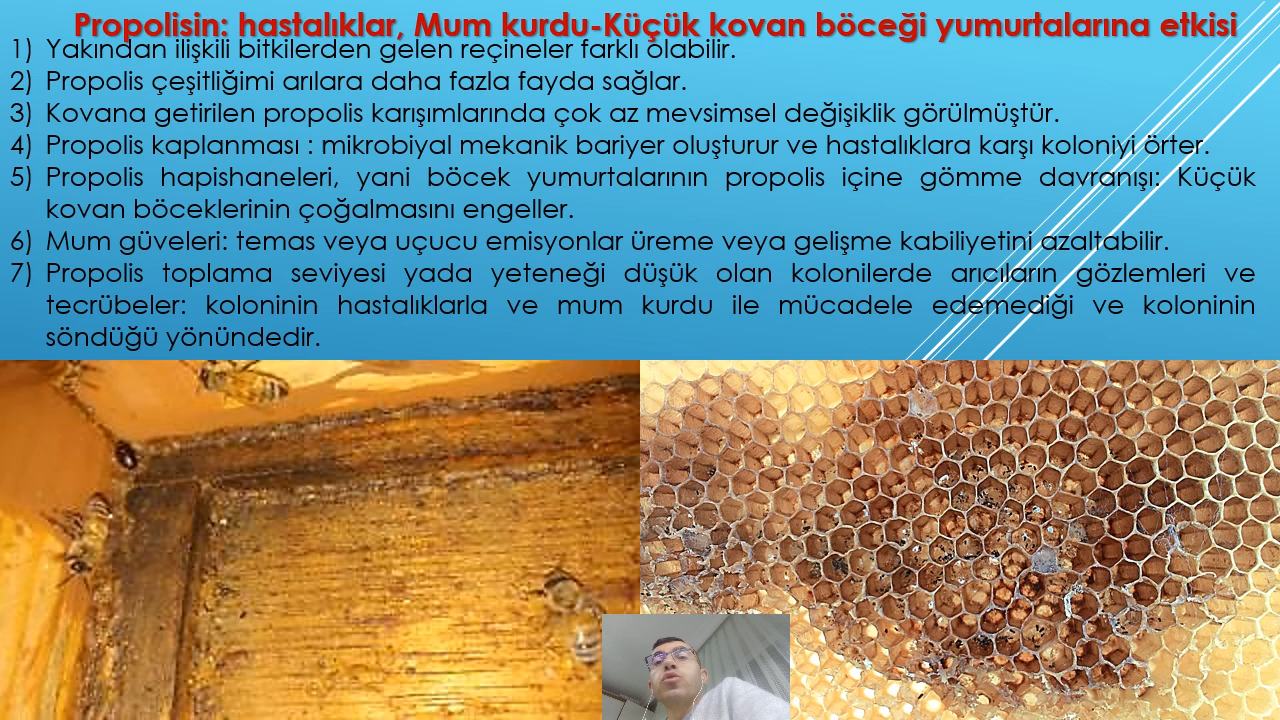 Propolisin: hastalıklar, Mum kurdu-Küçük kovan böceği yumurtalarına etkisi
1) Yakından ilişkili bitkilerden gelen reçineler farklı olabilir.
2) Propolis çeşitliğimi arılara daha fazla fayda sağlar.
3) Kovana getirilen propolis karışımlarında çok az mevsimsel değişiklik görülmüştür.
4) Propolis kaplanması : mikrobiyal mekanik bariyer oluşturur ve hastalıklara karşı koloniyi örter.
5) Propolis hapishaneleri, yani böcek yumurtalarının propolis içine gömme davranışı: Küçük
kovan böceklerinin çoğalmasını engeller.
6) Mum güveleri: temas veya uçucu emisyonlar üreme veya gelişme kabiliyetini azaltabilir.
7) Propolis toplama seviyesi yada yeteneği düşük olan kolonilerde arıcıların gözlemleri ve
tecrübeler: koloninin hastalıklarla ve mum kurdu ile mücadele edemediği ve koloninin
söndüğü yönündedir.